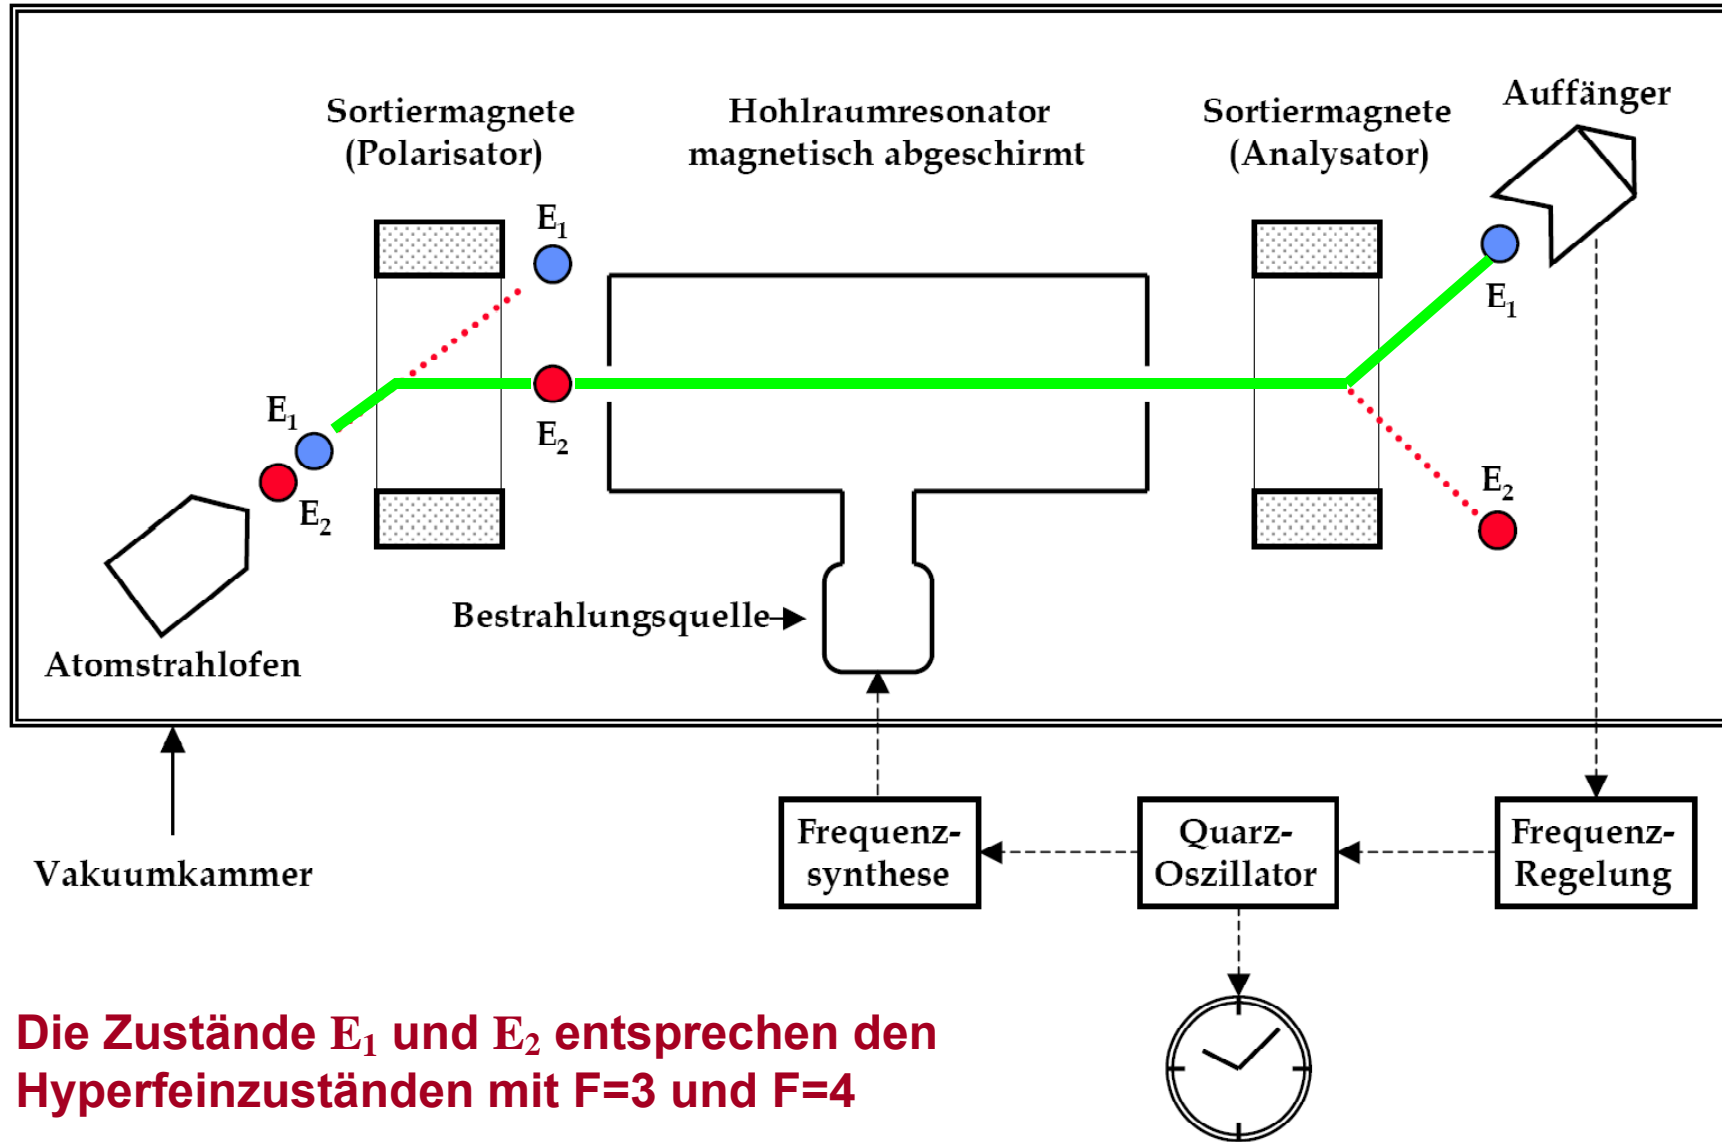 Sortiermagnete
(Polarisator)
Hohlraumresonator
magnetisch abgeschirmt
Sortiermagnete
(Analysator)
Auffänger
E₁
E₁
E₁
E₂
E₂
E₂
Bestrahlungsquelle
Atomstrahlofen
Vakuumkammer
Frequenz-
synthese
Quarz-
Oszillator
Frequenz-
Regelung
Die Zustände E₁ und E₂ entsprechen den
Hyperfeinzuständen mit F=3 und F=4